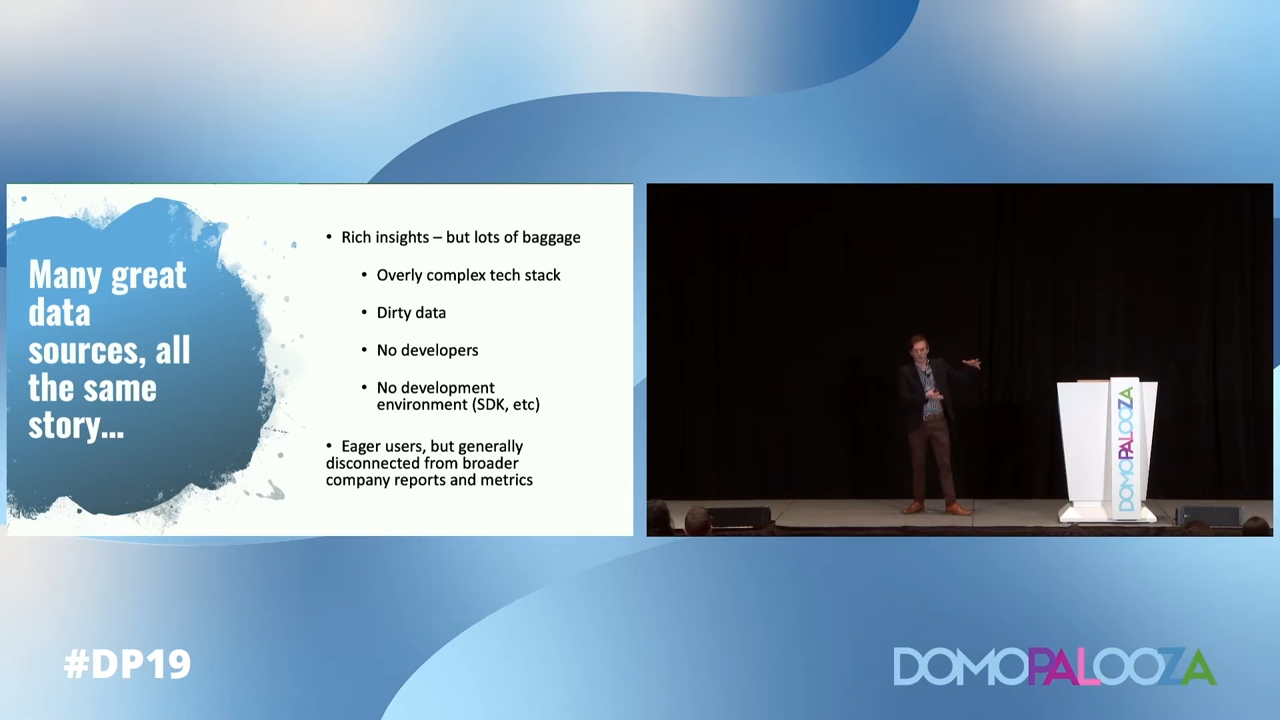 Many great
data
sources, all
the same
story...
• Rich insights – but lots of baggage
• Overly complex tech stack
• Dirty data
• No developers
• No development
environment (SDK, etc)
• Eager users, but generally
disconnected from broader
company reports and metrics
DOMOPALOOZA
#DP19
DOMOPALOOZA